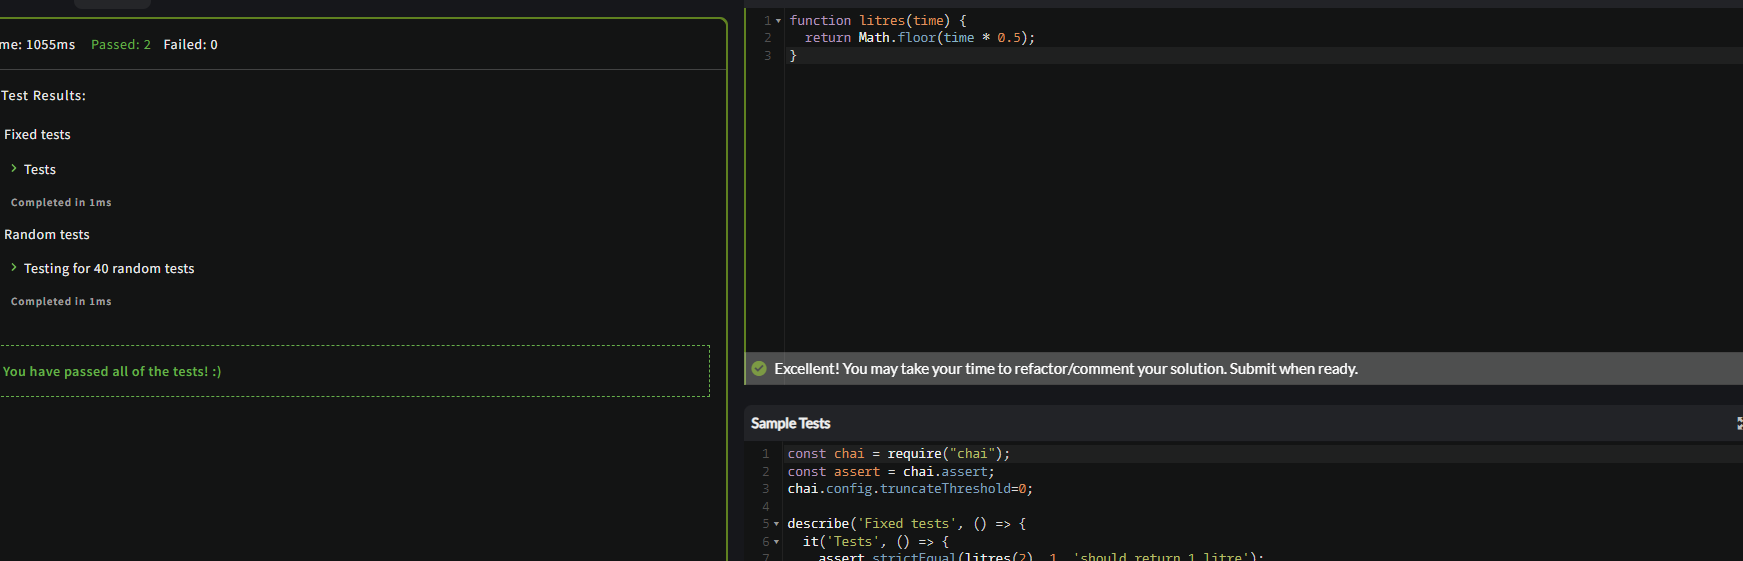 me: 1055ms Passed: 2 Failed: 0
Test Results:
Fixed tests
Tests
Completed in 1ms
Random tests
Testing for 40 random tests
Completed in 1ms
You have passed all of the tests! :)
1 function litres(time) {
2 return Math.floor(time * 0.5);
3 }
Excellent! You may take your time to refactor/comment your solution. Submit when ready.
Sample Tests
1 const chai = require("chai");
2 const assert = chai.assert;
3 chai.config.truncateThreshold=0;
4
5 describe('Fixed tests', () => {
6 it('Tests', () => {
7 assert.strictEqual(litres(2), 1, 'should return 1 litre');